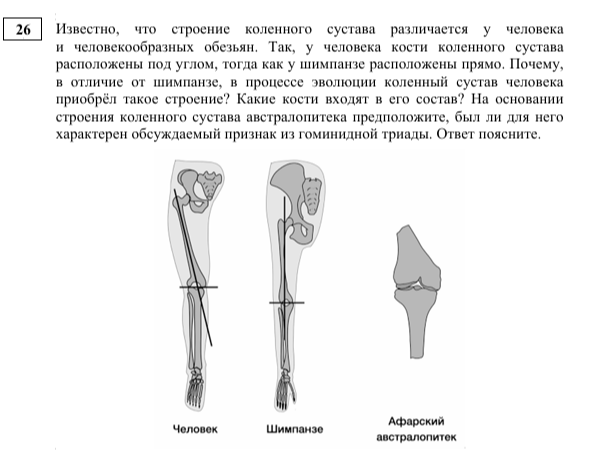 26
Известно, что строение коленного сустава различается у человека
и человекообразных обезьян. Так, у человека кости коленного сустава
расположены под углом, тогда как у шимпанзе расположены прямо. Почему,
в отличие от шимпанзе, в процессе эволюции коленный сустав человека
приобрёл такое строение? Какие кости входят в его состав? На основании
строения коленного сустава австралопитека предположите, был ли для него
характерен обсуждаемый признак из гоминидной триады. Ответ поясните.
Человек
Шимпанзе
Афарский
австралопитек